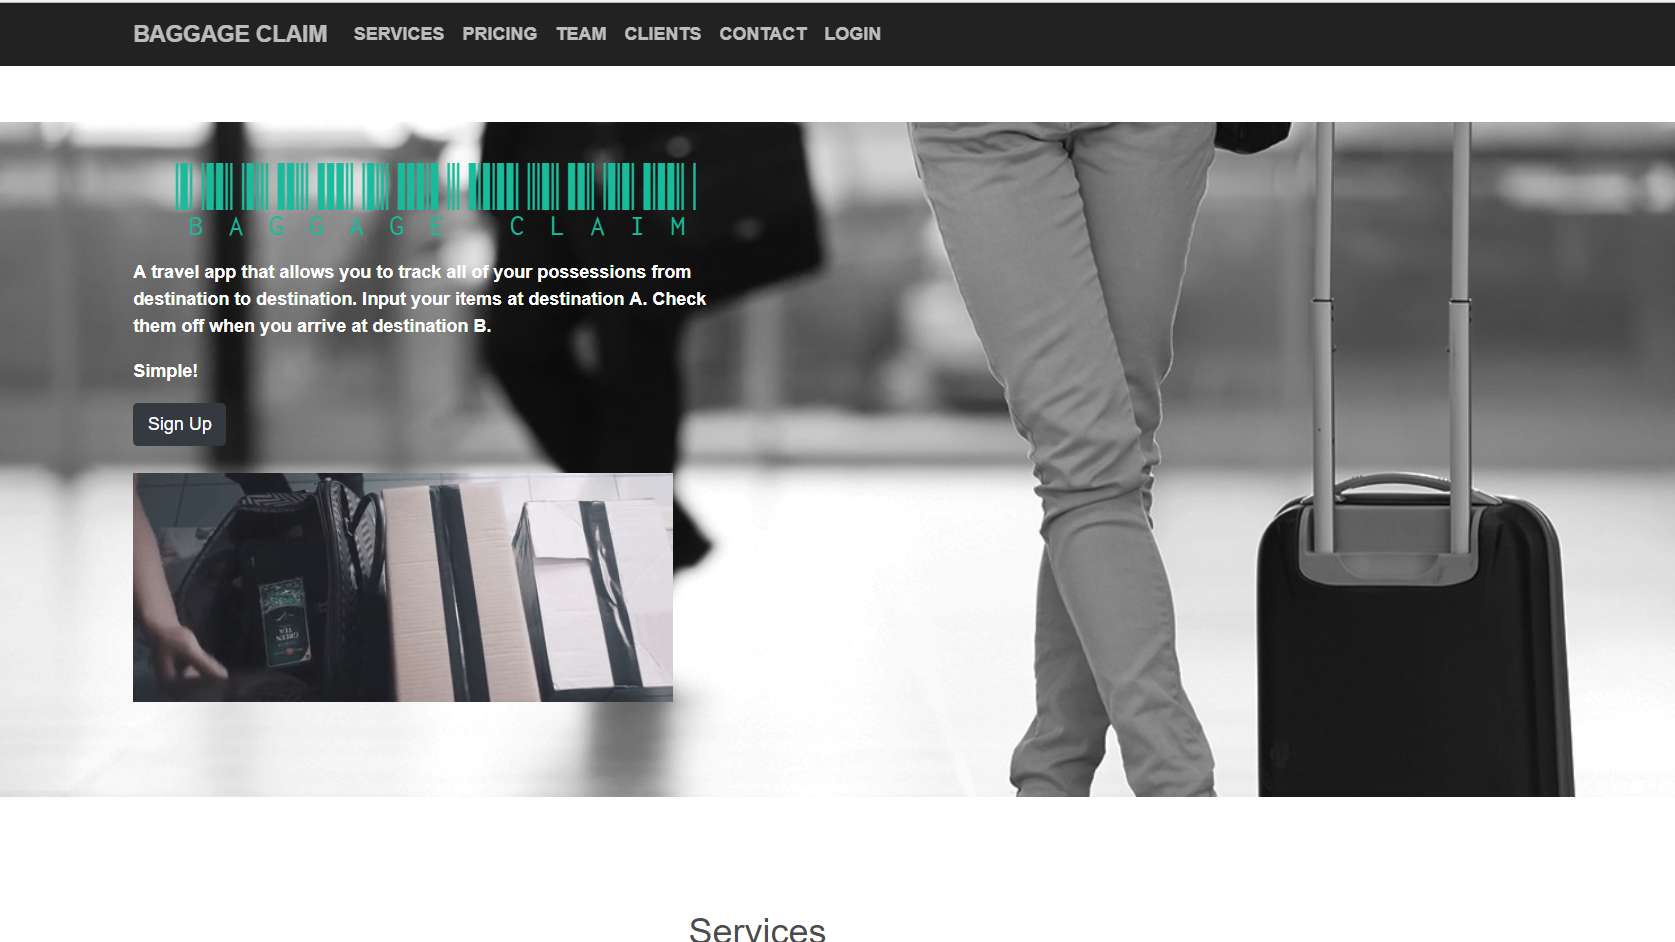 BAGGAGE CLAIM SERVICES PRICING TEAM CLIENTS CONTACT LOGIN
BAGGAGE CLAIM
A travel app that allows you to track all of your possessions from
destination to destination. Input your items at destination A. Check
them off when you arrive at destination B.
Simple!
Sign Up
GREEN
TEA
Services